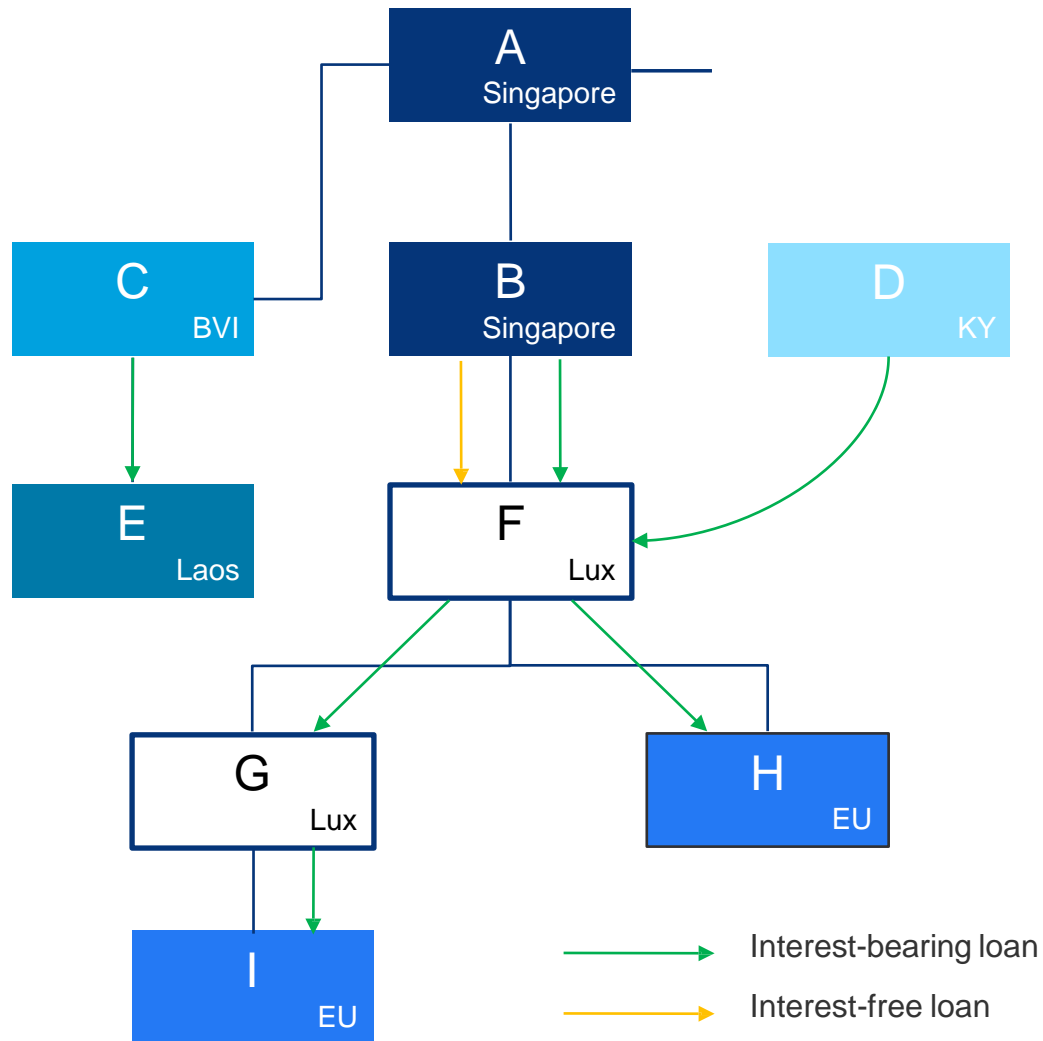 A
Singapore
C
BVI
B
Singapore
D
KY
E
Laos
F
Lux
G
Lux
H
EU
I
EU
Interest-bearing loan
Interest-free loan